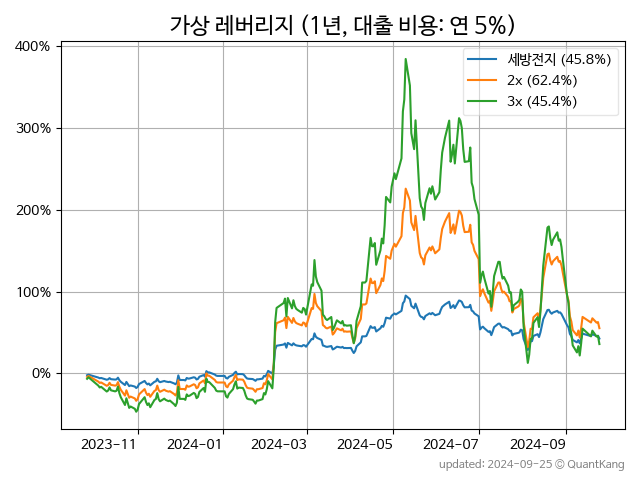 가상 레버리지 (1년, 대출 비용: 연 5%)
400%
300%
200%
100%
0%
세방전지 (45.8%)
2x (62.4%)
3x (45.4%)
2023-11
2024-01
2024-03
2024-05
2024-07
2024-09
updated: 2024-09-25 © QuantKang